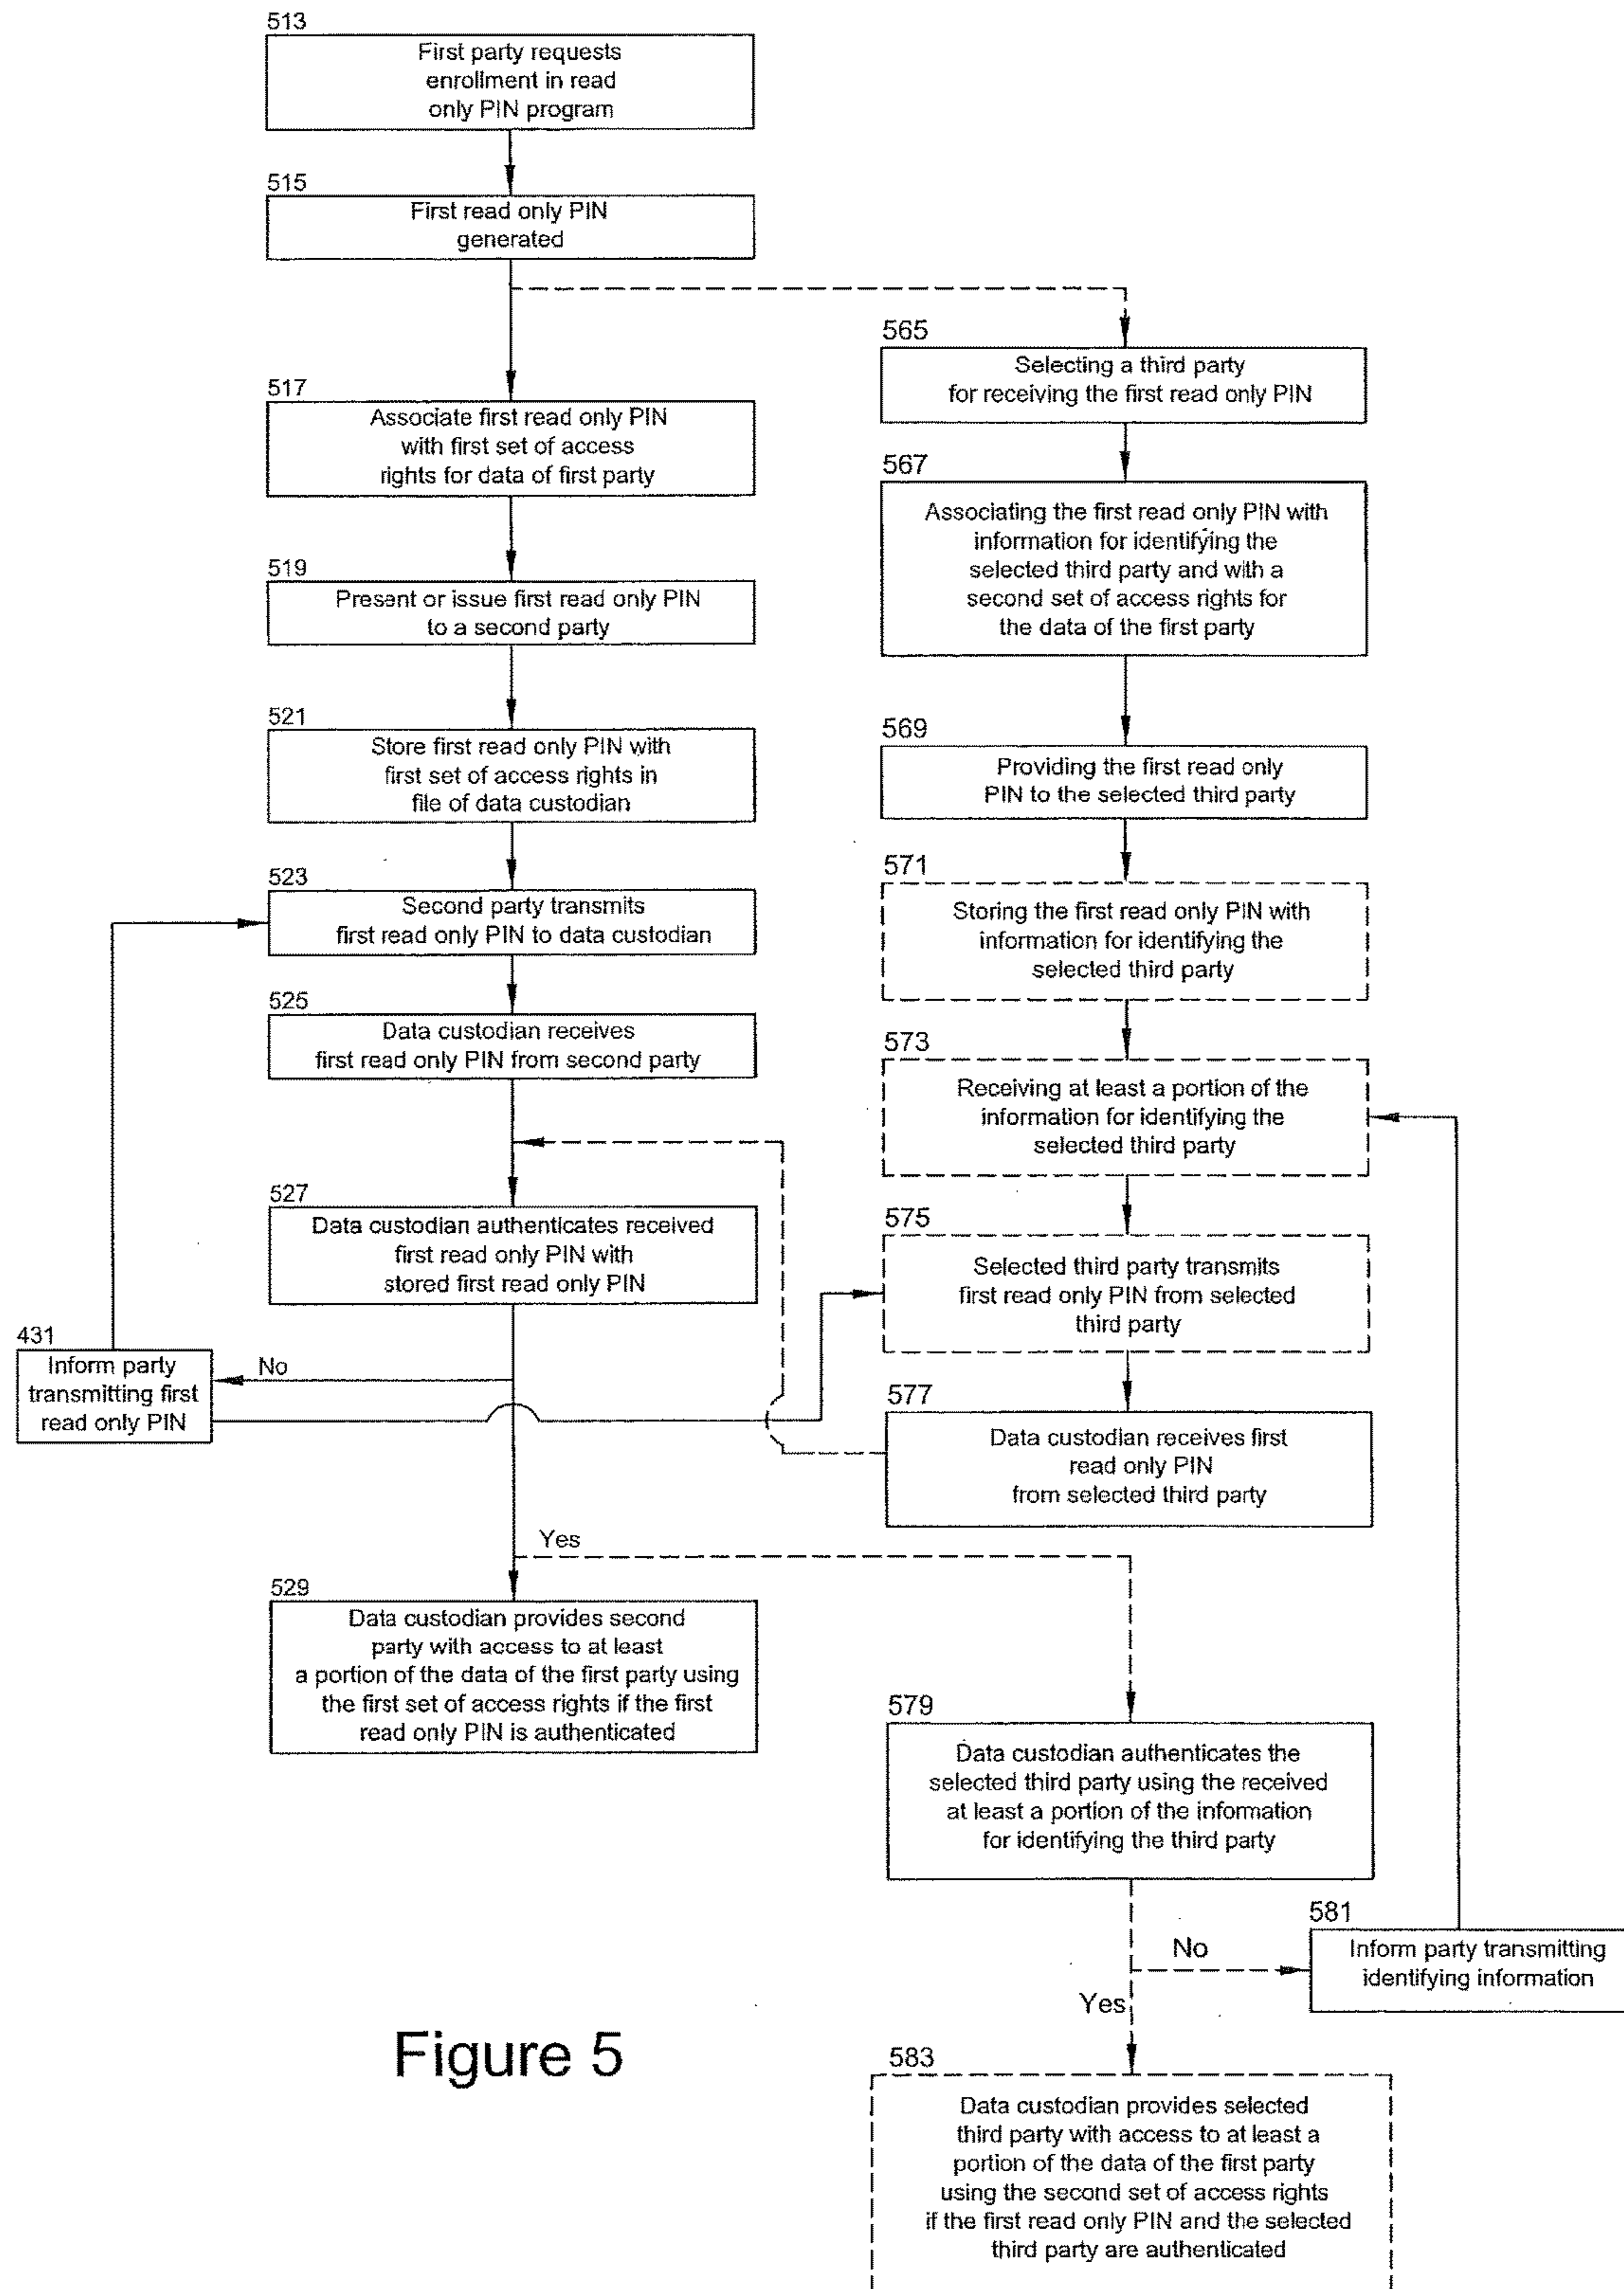 513
First party requests
enrollment in read
only PIN program
515
First read only PIN
generated
517
Associate first read only PIN
with first set of access
rights for data of first party
519
Present or issue first read only PIN
to a second party
521
Store first read only PIN with
first set of access rights in
file of data custodian
523
Second party transmits
first read only PIN to data custodian
525
Data custodian receives
first read only PIN from second party
527
Data custodian authenticates received
first read only PIN with
stored first read only PIN
431
Inform party
transmitting first
read only PIN
No
Yes
529
Data custodian provides second
party with access to at least
a portion of the data of the first party using
the first set of access rights if the first
read only PIN is authenticated
565
Selecting a third party
for receiving the first read only PIN
567
Associating the first read only PIN with
information for identifying the
selected third party and with a
second set of access rights for
the data of the first party
569
Providing the first read only
PIN to the selected third party
571
Storing the first read only PIN with
information for identifying the
selected third party
573
Receiving at least a portion of the
information for identifying the
selected third party
575
Selected third party transmits
first read only PIN from selected
third party
577
Data custodian receives first
read only PIN
from selected third party
579
Data custodian authenticates the
selected third party using the received
at least a portion of the information
for identifying the third party
No
581
Inform party transmitting
identifying information
Yes
583
Data custodian provides selected
third party with access to at least a
portion of the data of the first party
using the second set of access rights
if the first read only PIN and the selected
third party are authenticated
Figure 5